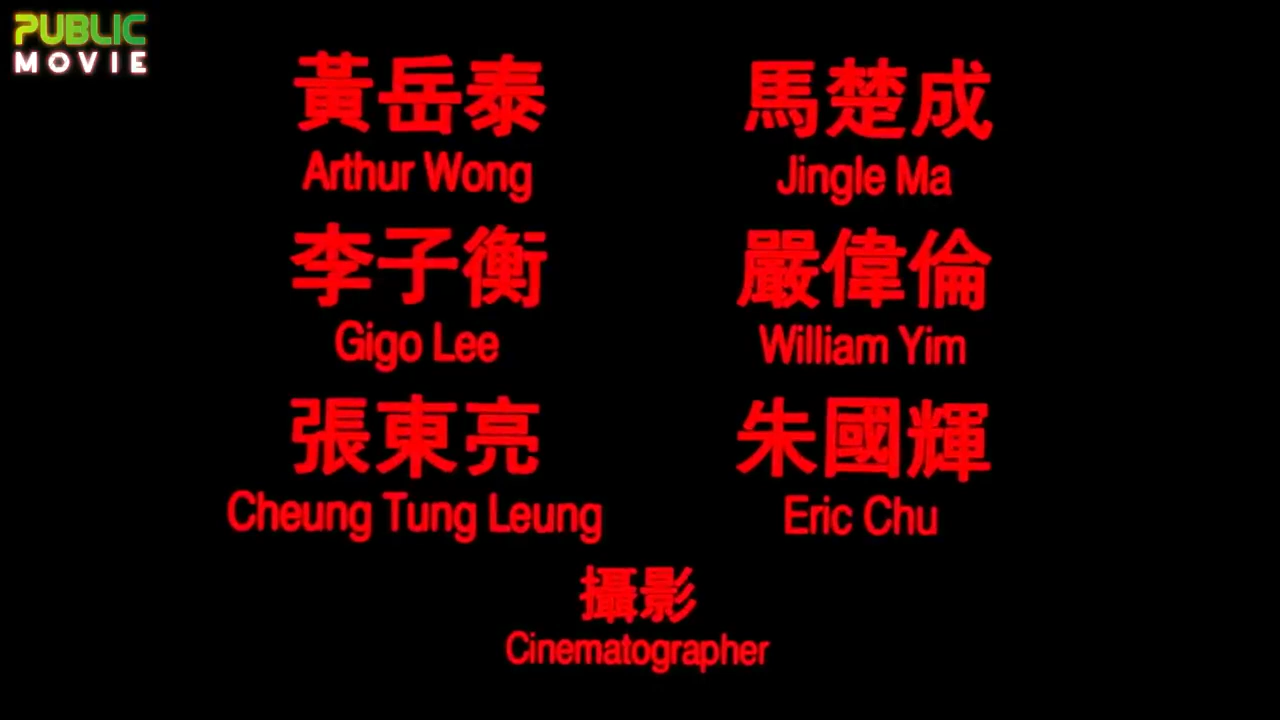 PUBLIC
MOVIE
黃岳泰 馬楚成
Arthur Wong Jingle Ma
李子衡 嚴偉倫
Gigo Lee William Yim
張東亮 朱國輝
Cheung Tung Leung Eric Chu
攝影
Cinematographer